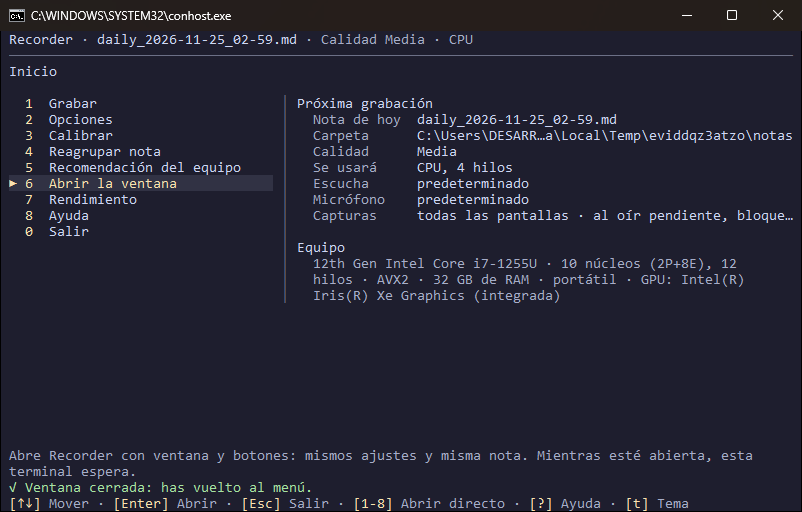 C:\WINDOWS\SYSTEM32\conhost.exe
Recorder · daily_2026-11-25_02-59.md · Calidad Media · CPU
Inicio
1 Grabar
2 Opciones
3 Calibrar
4 Reagrupar nota
5 Recomendación del equipo
► 6 Abrir la ventana
7 Rendimiento
8 Ayuda
0 Salir
Próxima grabación
Nota de hoy daily_2026-11-25_02-59.md
Carpeta C:\Users\DESARR…a\Local\Temp\eviddqz3atzo\notas
Calidad Media
Se usará CPU, 4 hilos
Escucha predeterminado
Micrófono predeterminado
Capturas todas las pantallas · al oír pendiente, bloque…
Equipo
12th Gen Intel Core i7-1255U · 10 núcleos (2P+8E), 12
hilos · AVX2 · 32 GB de RAM · portátil · GPU: Intel(R)
Iris(R) Xe Graphics (integrada)
Abre Recorder con ventana y botones: mismos ajustes y misma nota. Mientras esté abierta, esta
terminal espera.
√ Ventana cerrada: has vuelto al menú.
[↑↓] Mover · [Enter] Abrir · [Esc] Salir · [1-8] Abrir directo · [?] Ayuda · [t] Tema